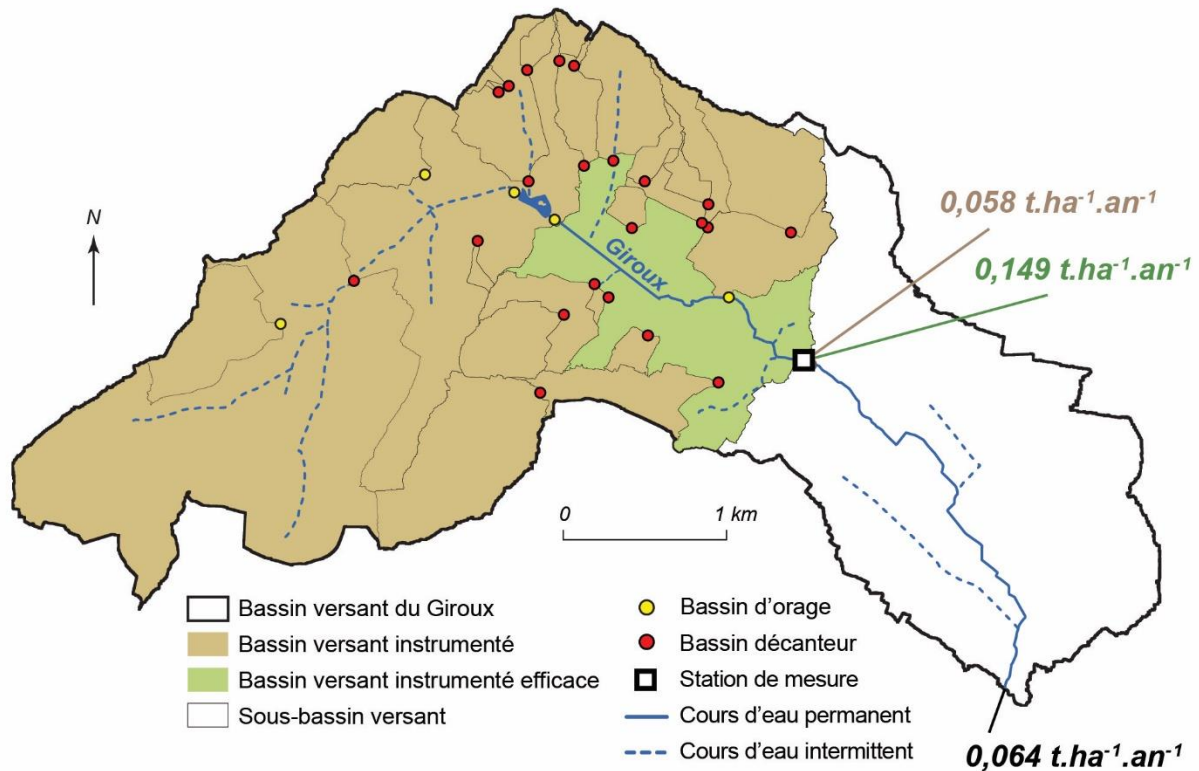 0,058 t.ha⁻¹.an⁻¹
N
Giroux
0,149 t.ha⁻¹.an⁻¹
0 1 km
Bassin versant du Giroux
Bassin versant instrumenté
Bassin versant instrumenté efficace
Sous-bassin versant
Bassin d'orage
Bassin décanteur
Station de mesure
Cours d'eau permanent
Cours d'eau intermittent
0,064 t.ha⁻¹.an⁻¹